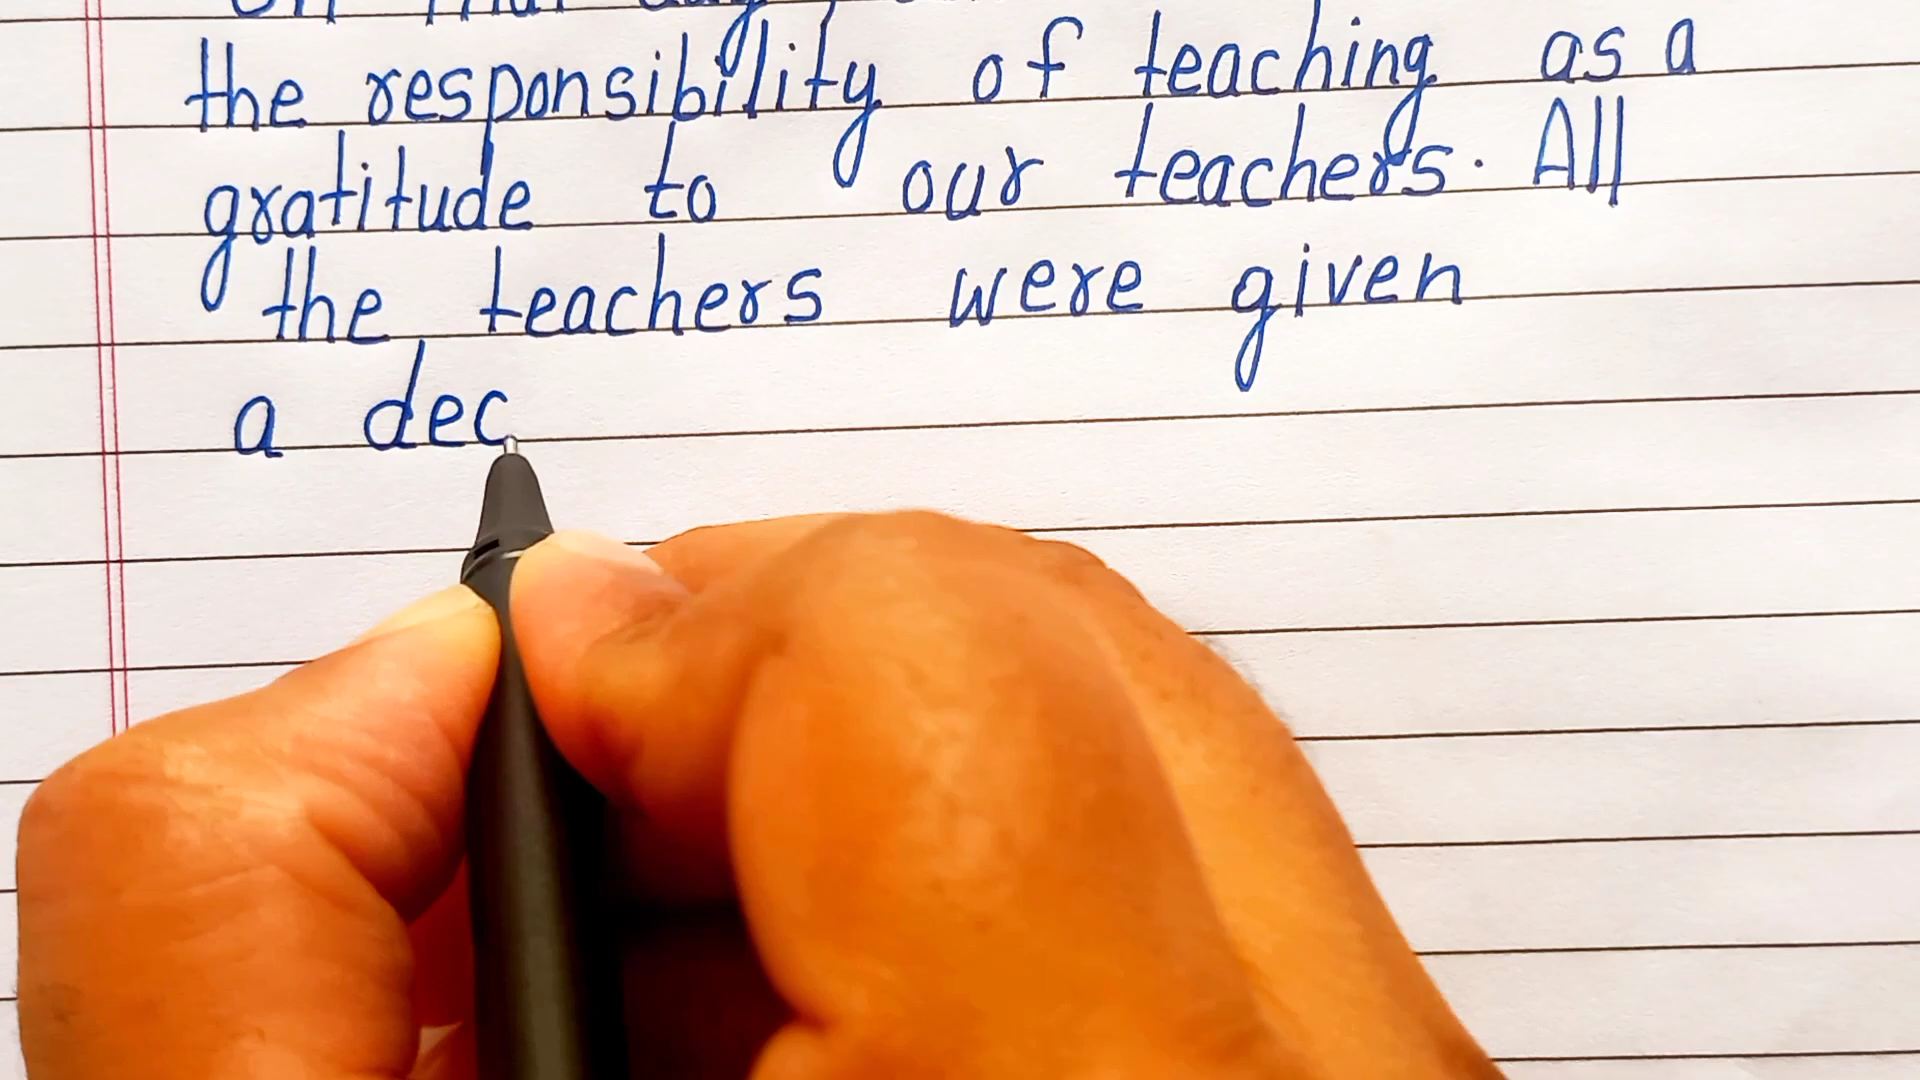 the responsibility of teaching as a
gratitude to our teachers. All
the teachers were given
a dec